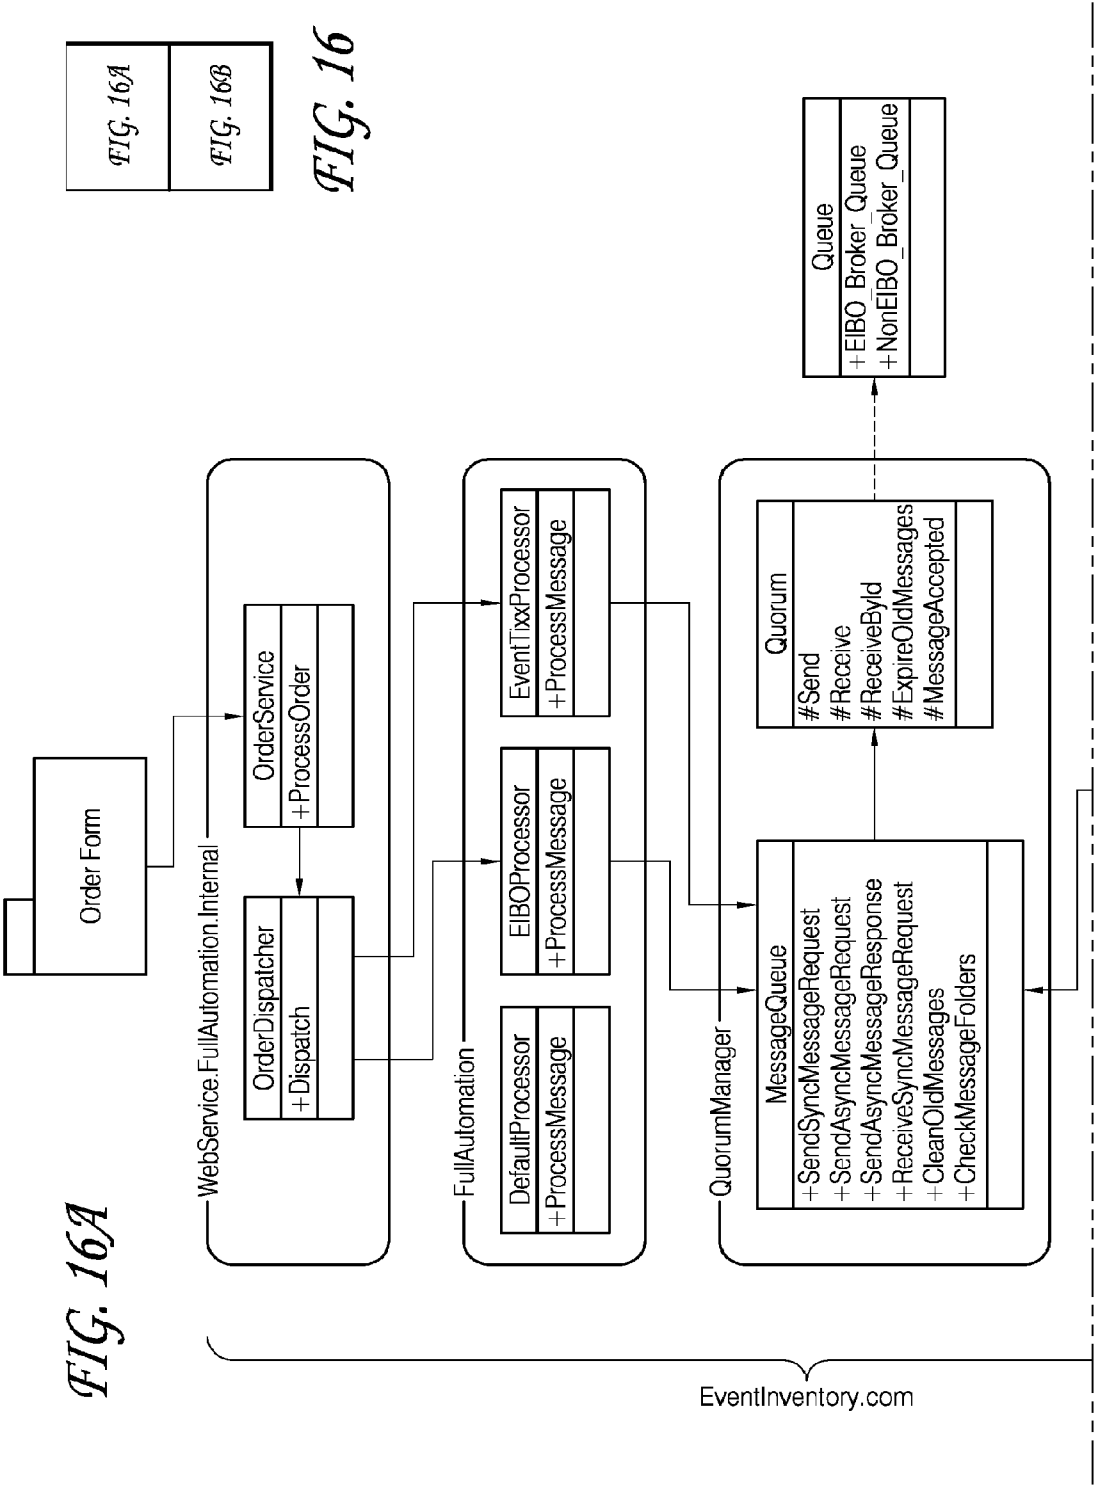 FIG. 16A
FIG. 16A
FIG. 16B
FIG. 16
Order Form
WebService.FullAutomation.Internal
OrderDispatcher
+Dispatch
OrderService
+ProcessOrder
FullAutomation
DefaultProcessor
+ProcessMessage
EIBOProcessor
+ProcessMessage
EventTixxProcessor
+ProcessMessage
QuorumManager
MessageQueue
+SendSyncMessageRequest
+SendAsyncMessageRequest
+SendAsyncMessageResponse
+ReceiveSyncMessageRequest
+CleanOldMessages
+CheckMessageFolders
Quorum
#Send
#Receive
#ReceiveById
#ExpireOldMessages
#MessageAccepted
Queue
+EIBO_Broker_Queue
+NonEIBO_Broker_Queue
EventInventory.com